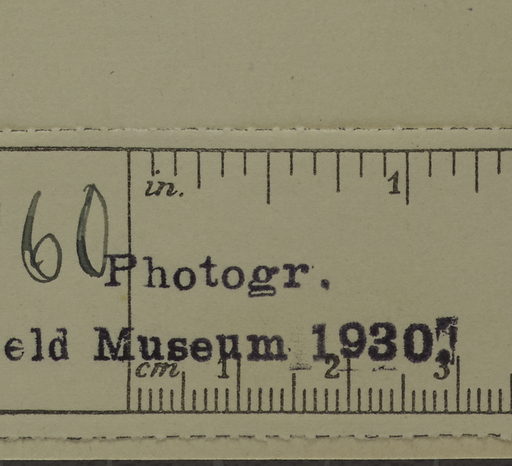 in. 1
60
Photogr.
eld Museum 1930
cm 1 2 3